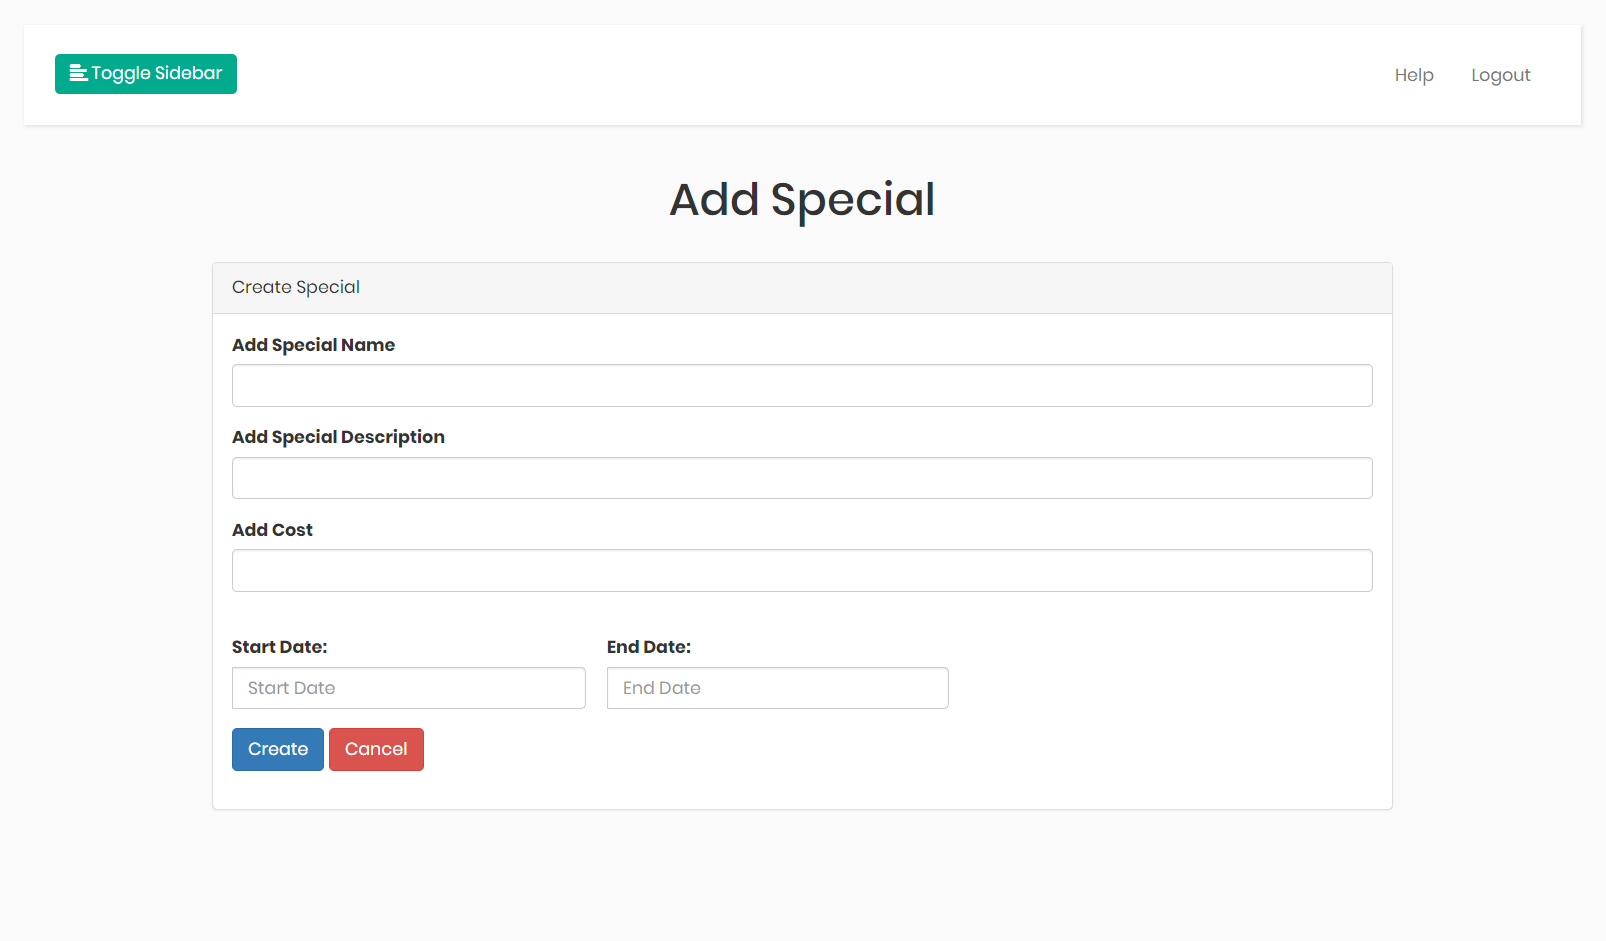 Toggle Sidebar
Help Logout
Add Special
Create Special
Add Special Name
Add Special Description
Add Cost
Start Date: End Date:
Start Date End Date
Create Cancel